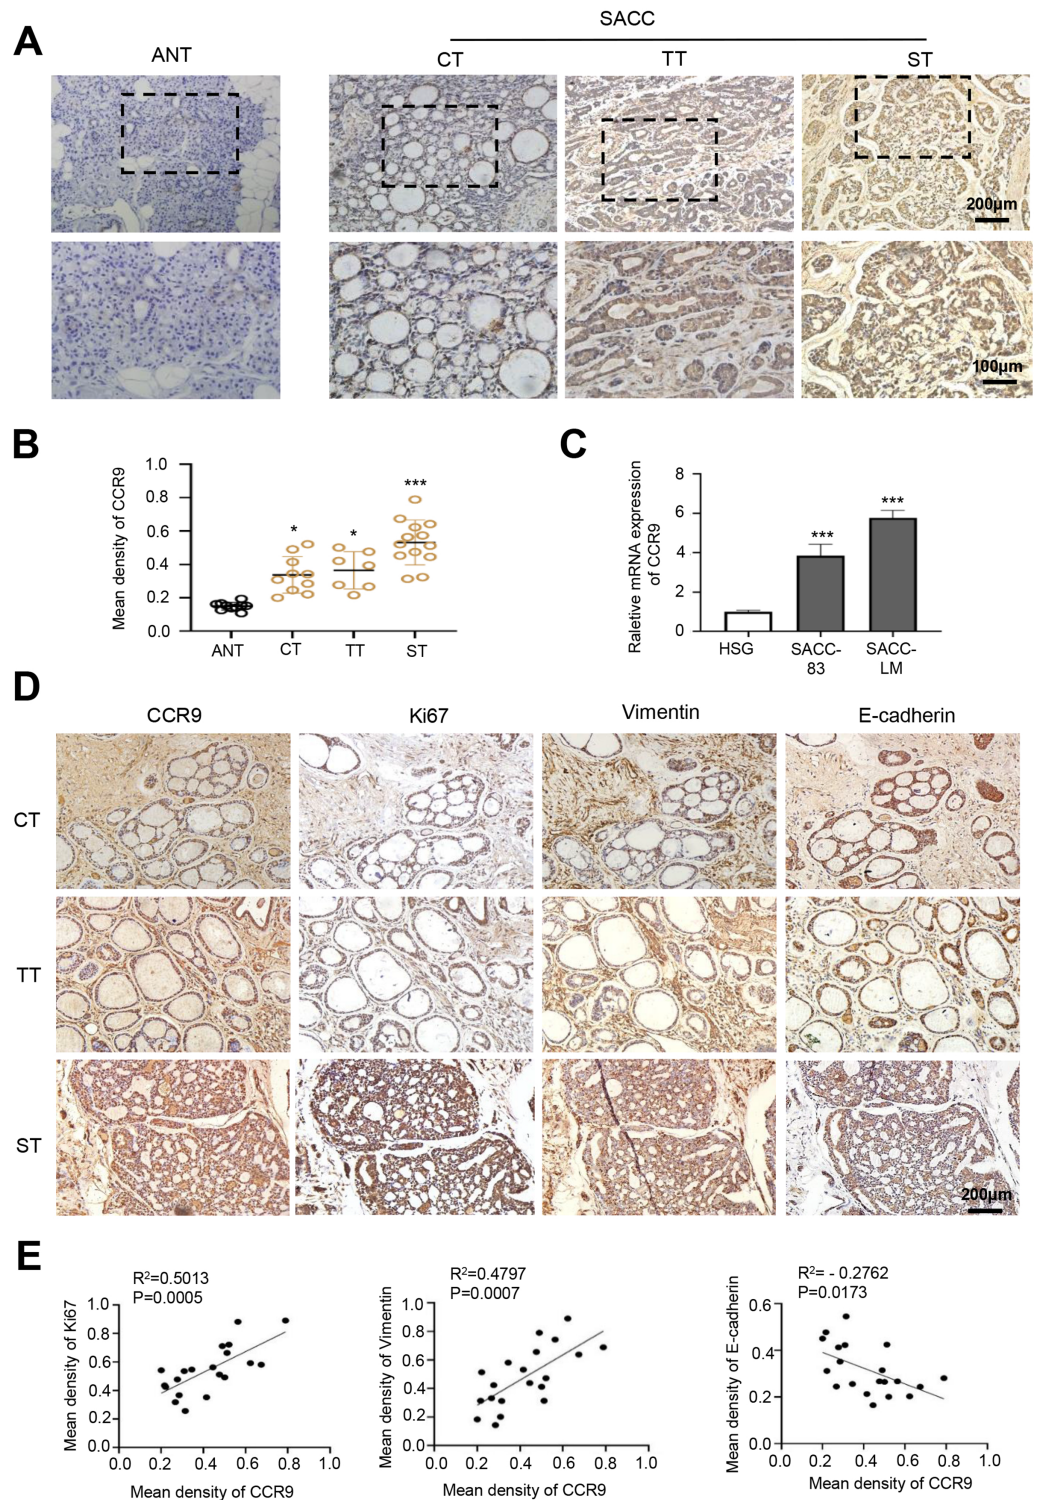 A
SACC
ANT
CT
TT
ST
200μm
100μm
B
Mean density of CCR9
1.0
0.8
0.6
0.4
0.2
0.0
*
*
***
ANT
CT
TT
ST
C
Raletive mRNA expression
of CCR9
8
6
4
2
0
***
***
HSG
SACC-
83
SACC-
LM
D
CCR9
Ki67
Vimentin
E-cadherin
CT
TT
ST
200μm
E
R²=0.5013
P=0.0005
Mean density of Ki67
1.0
0.8
0.6
0.4
0.2
0.0
0.0 0.2 0.4 0.6 0.8 1.0
Mean density of CCR9
R²=0.4797
P=0.0007
Mean density of Vimentin
1.0
0.8
0.6
0.4
0.2
0.0
0.0 0.2 0.4 0.6 0.8 1.0
Mean density of CCR9
R²= - 0.2762
P=0.0173
Mean density of E-cadherin
0.6
0.4
0.2
0.0
0.0 0.2 0.4 0.6 0.8 1.0
Mean density of CCR9